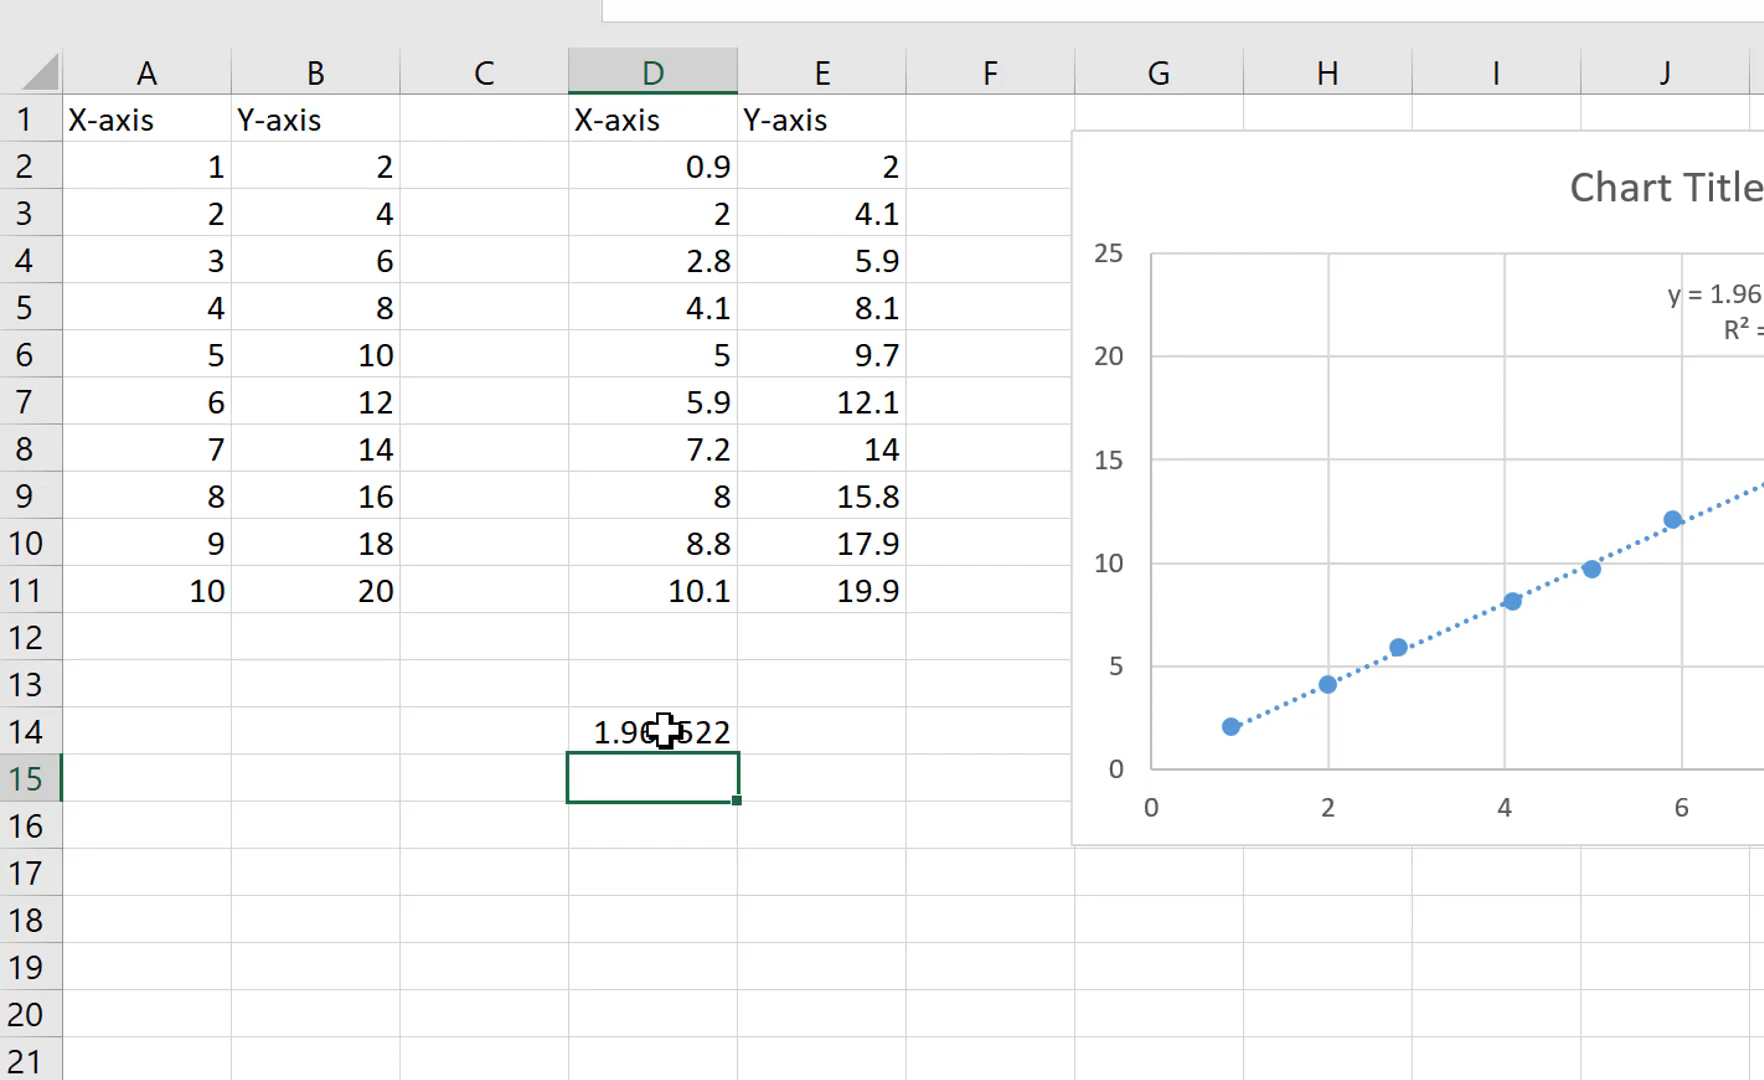 A B C D E F G H I J
1 X-axis Y-axis X-axis Y-axis
2 1 2 0.9 2
3 2 4 2 4.1
4 3 6 2.8 5.9
5 4 8 4.1 8.1
6 5 10 5 9.7
7 6 12 5.9 12.1
8 7 14 7.2 14
9 8 16 8 15.8
10 9 18 8.8 17.9
11 10 20 10.1 19.9
12
13
14
15
16
17
18
19
20
21
Chart Title
y = 1.96
R² =
25
20
15
10
5
0
0 2 4 6